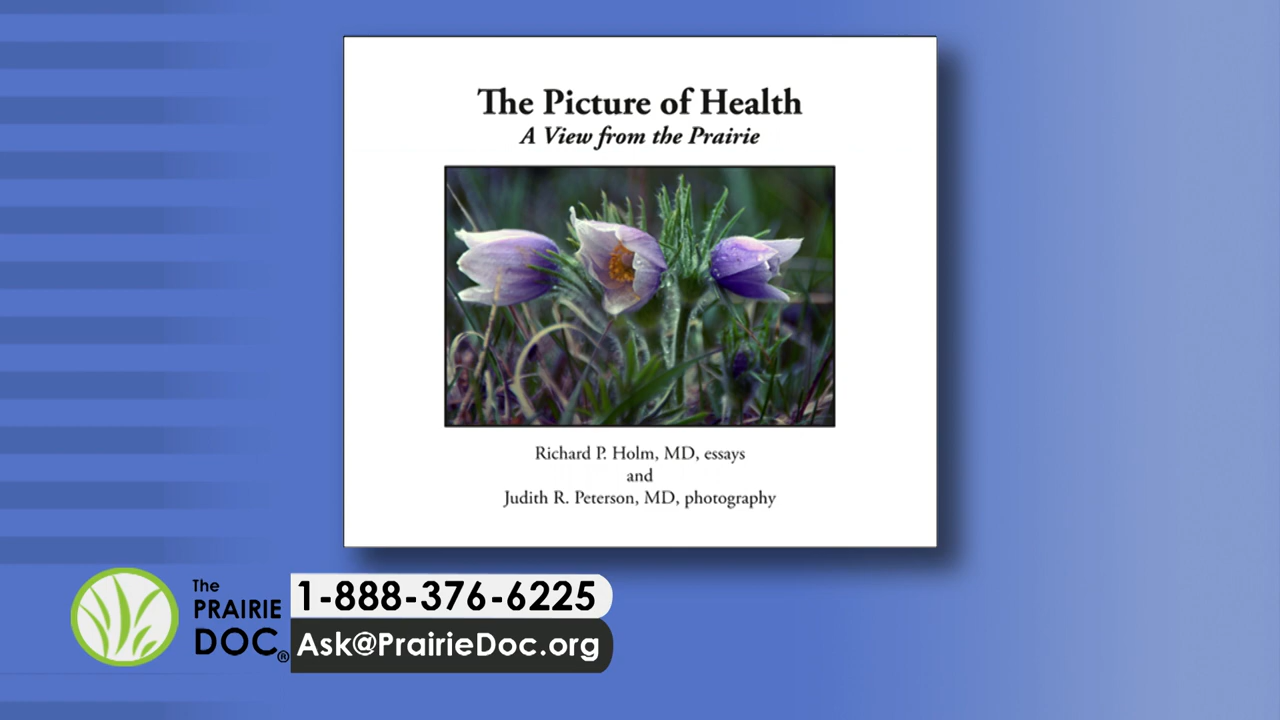 The Picture of Health
A View from the Prairie
Richard P. Holm, MD, essays
and
Judith R. Peterson, MD, photography
The
PRAIRIE
DOC®
1-888-376-6225
Ask@PrairieDoc.org